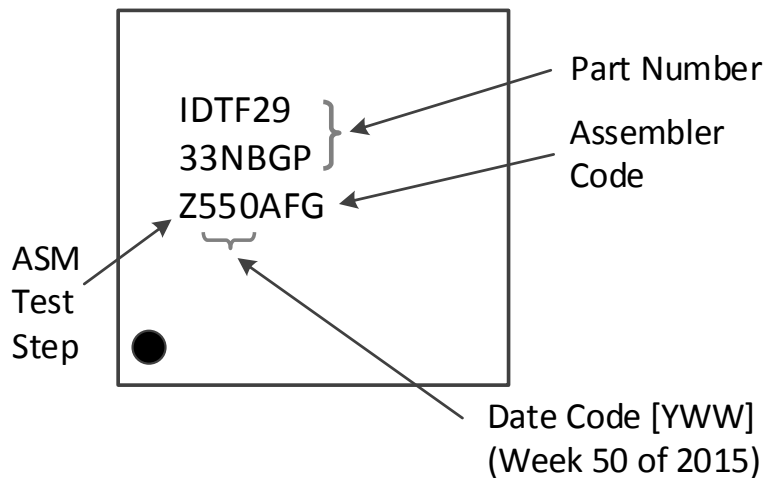 IDTF29
33NBGP
Z550AFG
Part Number
Assembler
Code
ASM
Test
Step
Date Code [YWW]
(Week 50 of 2015)